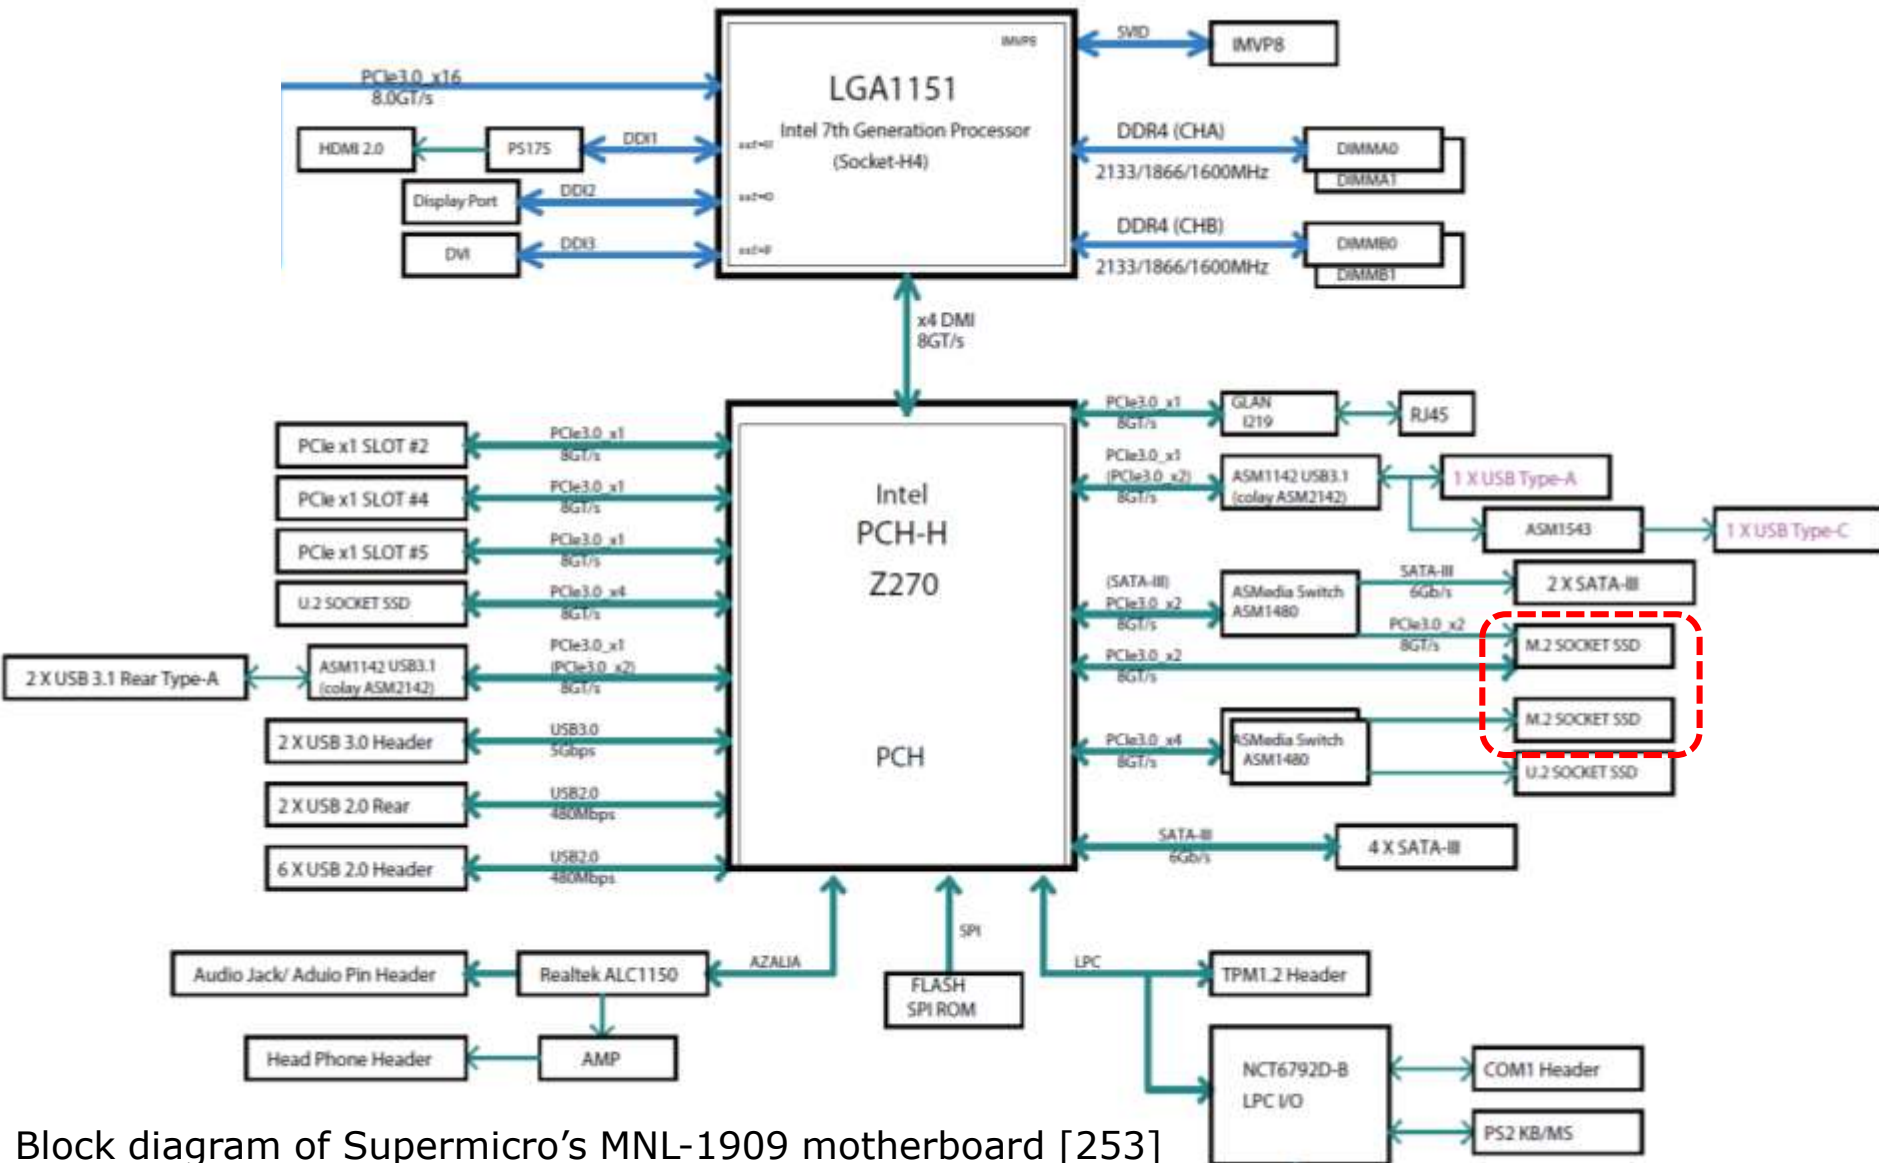 IMVP8
SVID
IMVP8
PCIe3.0_x16
8.0GT/s
LGA1151
Intel 7th Generation Processor
(Socket-H4)
HDMI 2.0
PS175
DDI1
DDR4 (CHA)
2133/1866/1600MHz
DIMMA0
DIMMA1
Display Port
DDI2
DVI
DDI3
DDR4 (CHB)
2133/1866/1600MHz
DIMMB0
DIMMB1
x4 DMI
8GT/s
PCIe x1 SLOT #2
PCIe3.0_x1
8GT/s
PCIe x1 SLOT #4
PCIe3.0_x1
8GT/s
PCIe x1 SLOT #5
PCIe3.0_x1
8GT/s
U.2 SOCKET SSD
PCIe3.0_x4
8GT/s
2 X USB 3.1 Rear Type-A
ASM1142 USB3.1
(colay ASM2142)
PCIe3.0_x1
(PCIe3.0_x2)
8GT/s
2 X USB 3.0 Header
USB3.0
5Gbps
2 X USB 2.0 Rear
USB2.0
480Mbps
6 X USB 2.0 Header
USB2.0
480Mbps
Intel
PCH-H
Z270
PCH
PCIe3.0_x1
8GT/s
GLAN
I219
RJ45
PCIe3.0_x1
(PCIe3.0_x2)
8GT/s
ASM1142 USB3.1
(colay ASM2142)
1 X USB Type-A
ASM1543
1 X USB Type-C
(SATA-III)
PCIe3.0_x2
8GT/s
ASMedia Switch
ASM1480
SATA-III
6Gb/s
2 X SATA-III
PCIe3.0_x2
8GT/s
M.2 SOCKET SSD
PCIe3.0_x2
8GT/s
PCIe3.0_x4
8GT/s
ASMedia Switch
ASM1480
M.2 SOCKET SSD
U.2 SOCKET SSD
SATA-III
6Gb/s
4 X SATA-III
Audio Jack/ Aduio Pin Header
Realtek ALC1150
AZALIA
SPI
FLASH
SPI ROM
LPC
TPM1.2 Header
Head Phone Header
AMP
NCT6792D-B
LPC I/O
COM1 Header
PS2 KB/MS
Block diagram of Supermicro's MNL-1909 motherboard [253]